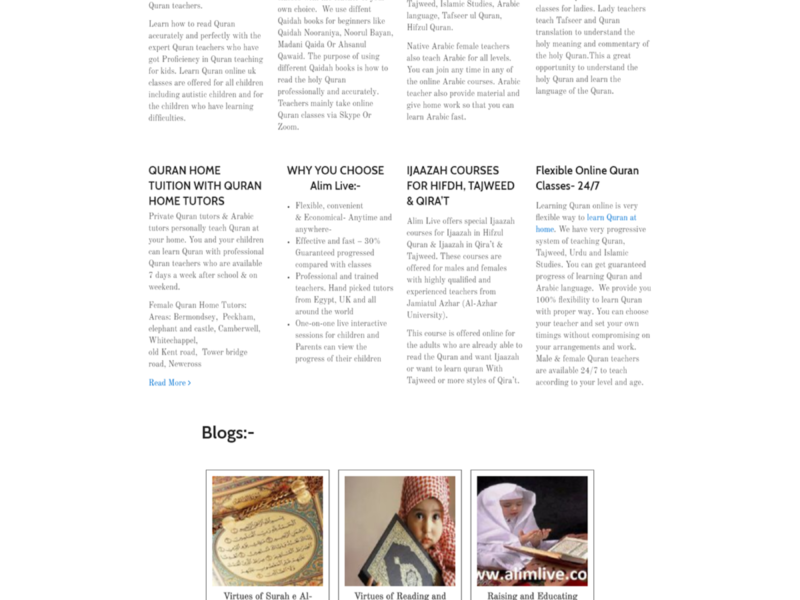 Quran teachers.
Learn how to read Quran
accurately and perfectly with the
expert Quran teachers who have
got Proficiency in Quran teaching
for kids. Learn Quran online uk
classes are offered for all children
including autistic children and for
the children who have learning
difficulties.
own choice. We use diffent
Qaidah books for beginners like
Qaidah Nooraniya, Noorul Bayan,
Madani Qaida Or Ahsanul
Qawaid. The purpose of using
different Qaidah books is how to
read the holy Quran
professionally and accurately.
Teachers mainly take online
Quran classes via Skype Or
Zoom.
Tajweed, Islamic Studies, Arabic
language, Tafseer ul Quran,
Hifzul Quran.
Native Arabic female teachers
also teach Arabic for all levels.
You can join any time in any of
the online Arabic courses. Arabic
teacher also provide material and
give home work so that you can
learn Arabic fast.
classes for ladies. Lady teachers
teach Tafseer and Quran
translation to understand the
holy meaning and commentary of
the holy Quran.This a great
opportunity to understand the
holy Quran and learn the
language of the Quran.
QURAN HOME
TUITION WITH QURAN
HOME TUTORS
Private Quran tutors & Arabic
tutors personally teach Quran at
your home. You and your children
can learn Quran with professional
Quran teachers who are available
7 days a week after school & on
weekend.
Female Quran Home Tutors:
Areas: Bermondsey, Peckham,
elephant and castle, Camberwell,
Whitechappel,
old Kent road, Tower bridge
road, Newcross
Read More >
WHY YOU CHOOSE
Alim Live:-
• Flexible, convenient
& Economical- Anytime and
anywhere-
• Effective and fast – 30%
Guaranteed progressed
compared with classes
• Professional and trained
teachers, Hand picked tutors
from Egypt, UK and all
around the world
• One-on-one live interactive
sessions for children and
Parents can view the
progress of their children
IJAAZAH COURSES
FOR HIFDH, TAJWEED
& QIRA'T
Alim Live offers special Ijaazah
courses for Ijaazah in Hifzul
Quran & Ijaazah in Qira't &
Tajweed. These courses are
offered for males and females
with highly qualified and
experienced teachers from
Jamiatul Azhar (Al-Azhar
University).
This course is offered online for
the adults who are already able to
read the Quran and want Ijaazah
or want to learn quran With
Tajweed or more styles of Qira't.
Flexible Online Quran
Classes- 24/7
Learning Quran online is very
flexible way to learn Quran at
home. We have very progressive
system of teaching Quran,
Tajweed, Urdu and Islamic
Studies. You can get guaranteed
progress of learning Quran and
Arabic language. We provide you
100% flexibility to learn Quran
with proper way. You can choose
your teacher and set your own
timings without compromising on
your arrangements and work.
Male & female Quran teachers
are available 24/7 to teach
according to your level and age.
Blogs:-
www.alimlive.co
Virtues of Surah e Al-
Virtues of Reading and
Raising and Educating